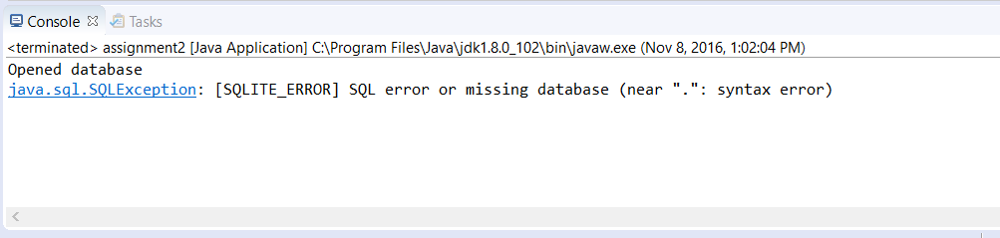 Console Tasks
<terminated> assignment2 [Java Application] C:\Program Files\Java\jdk1.8.0_102\bin\javaw.exe (Nov 8, 2016, 1:02:04 PM)
Opened database
java.sql.SQLException: [SQLITE_ERROR] SQL error or missing database (near ".": syntax error)